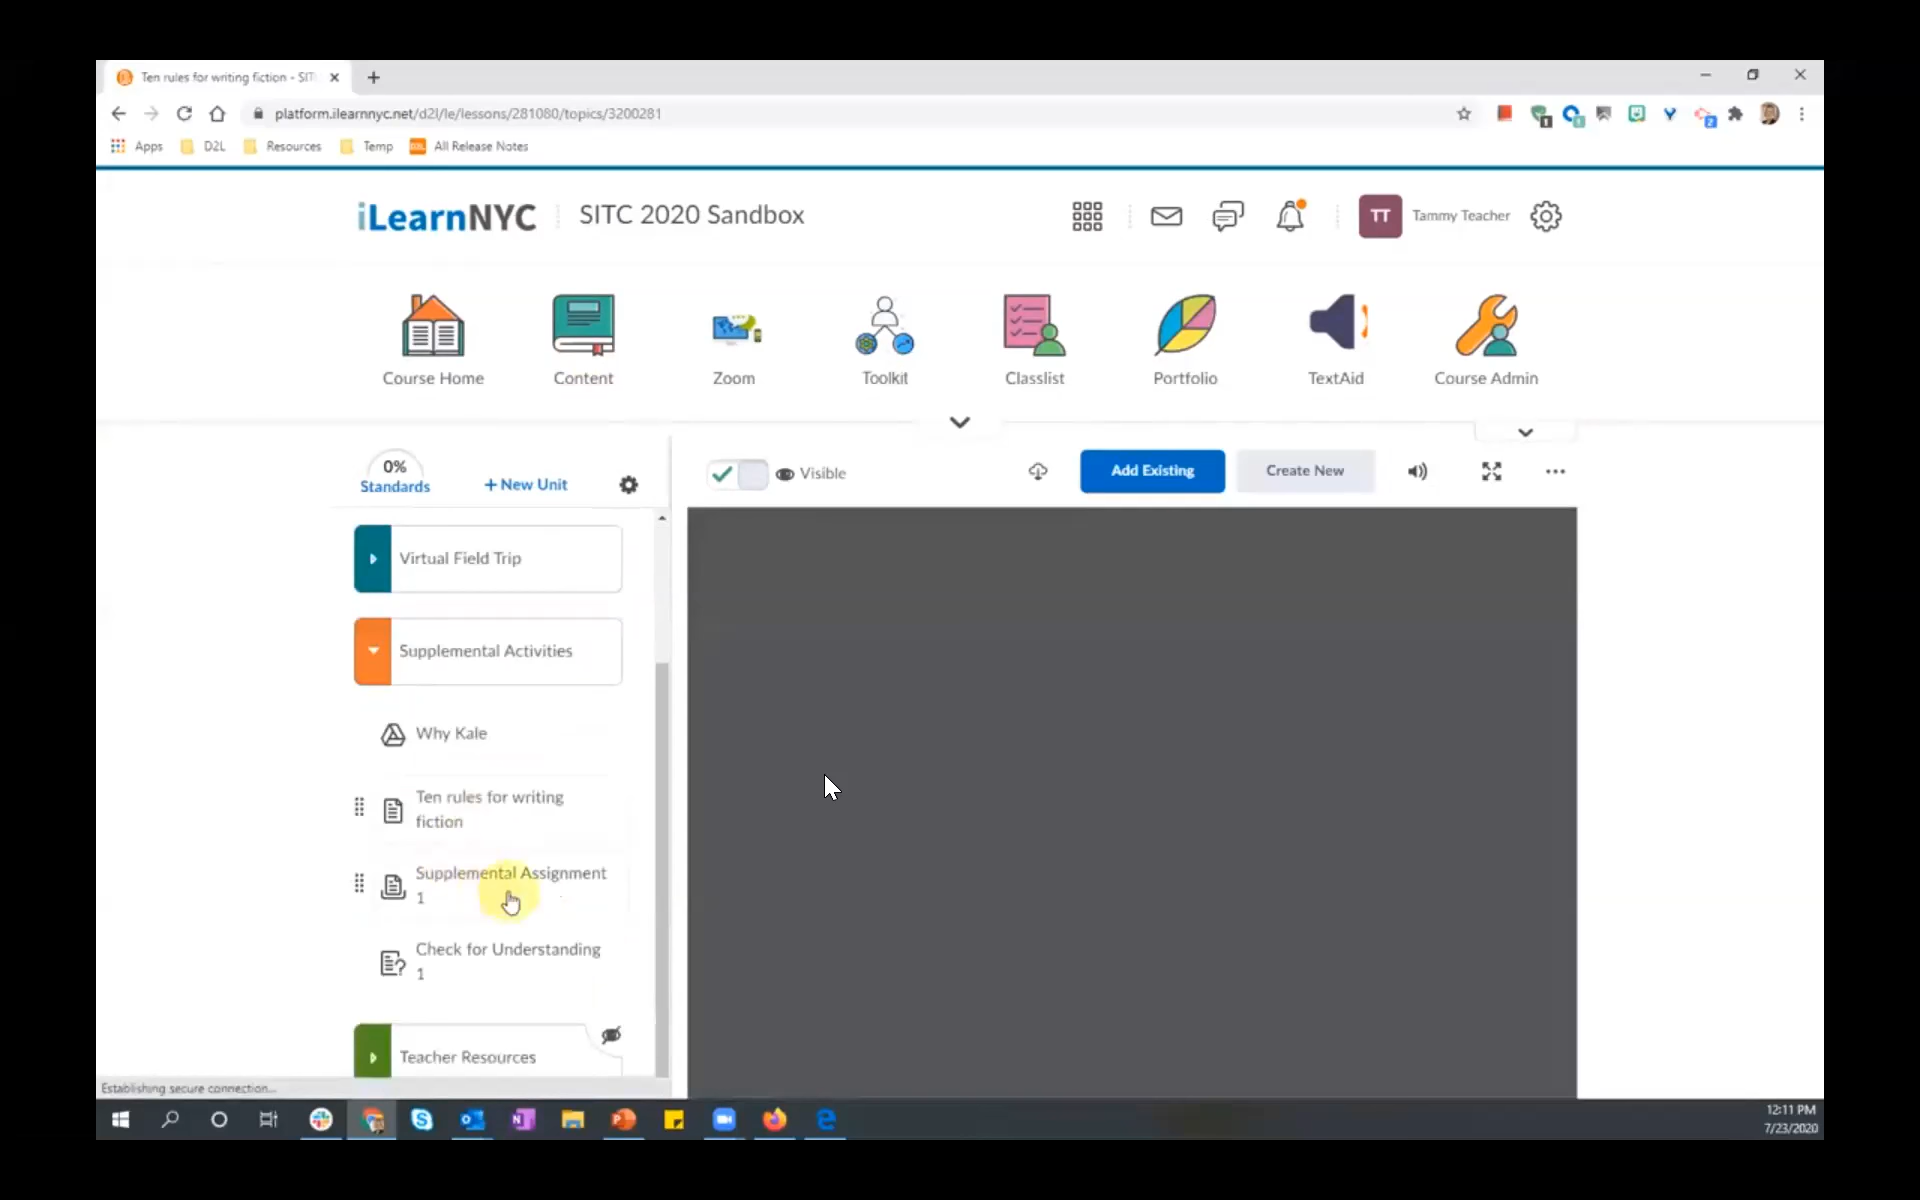 Ten rules for writing fiction - SIT
platform.ilearnnyc.net/d2l/le/lessons/281080/topics/3200281
Apps D2L Resources Temp All Release Notes
iLearnNYC SITC 2020 Sandbox TT Tammy Teacher
Course Home Content Zoom Toolkit Classlist Portfolio TextAid Course Admin
0%
Standards
+ New Unit
Visible
Add Existing
Create New
Virtual Field Trip
Supplemental Activities
Why Kale
Ten rules for writing
fiction
Supplemental Assignment
1
Check for Understanding
1
Teacher Resources
Establishing secure connection...
12:11 PM
7/23/2020